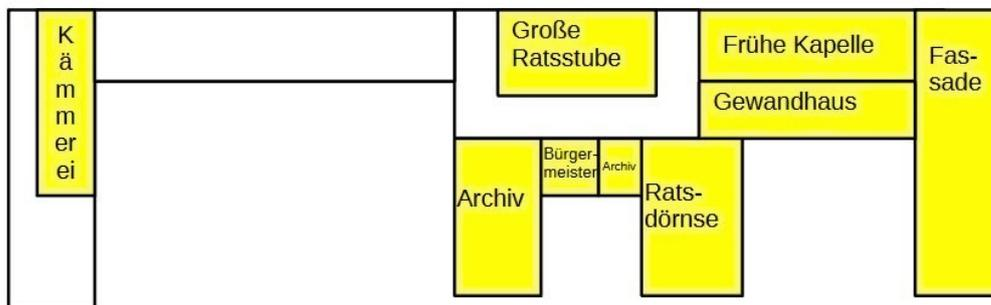 K
ä
m
m
er
ei
Große
Ratsstube
Frühe Kapelle
Fas-
sade
Gewandhaus
Archiv
Bürger-
meister
Archiv
Rats-
dörnse